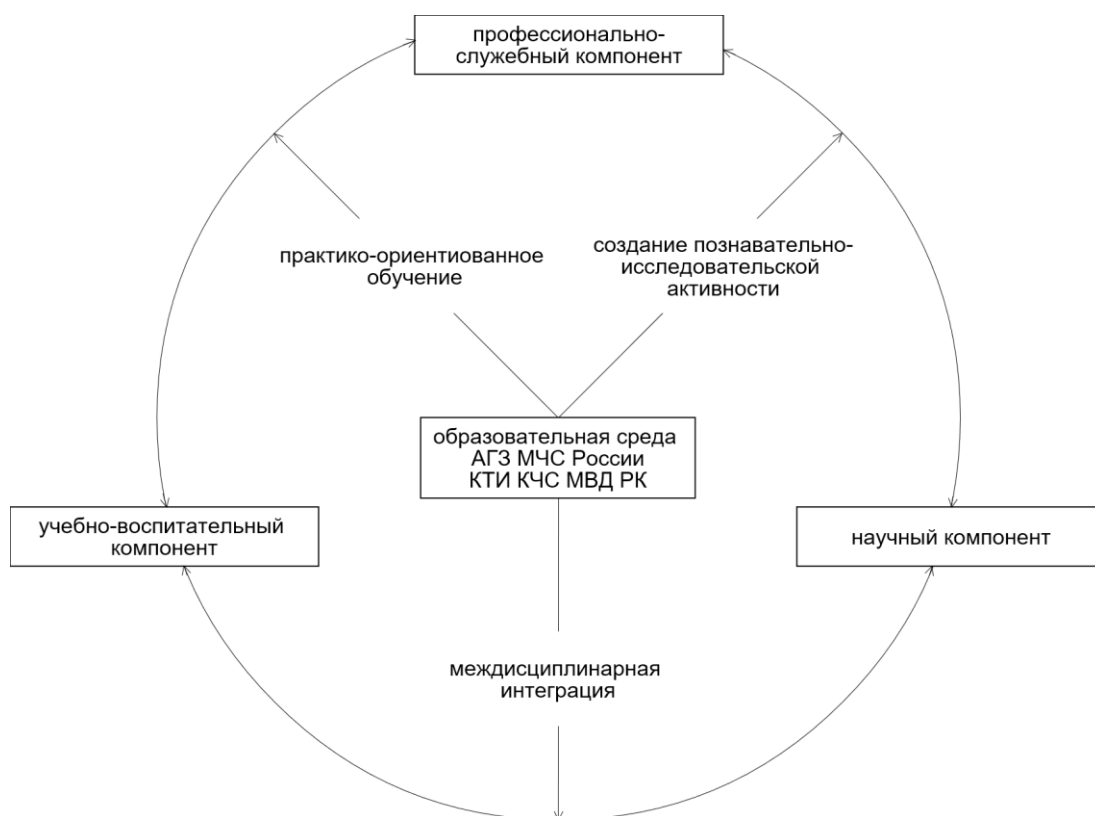 профессионально-
служебный компонент
практико-ориентиованное
обучение
создание познавательно-
исследовательской
активности
образовательная среда
АГЗ МЧС России
КТИ КЧС МВД РК
учебно-воспитательный
компонент
научный компонент
междисциплинарная
интеграция